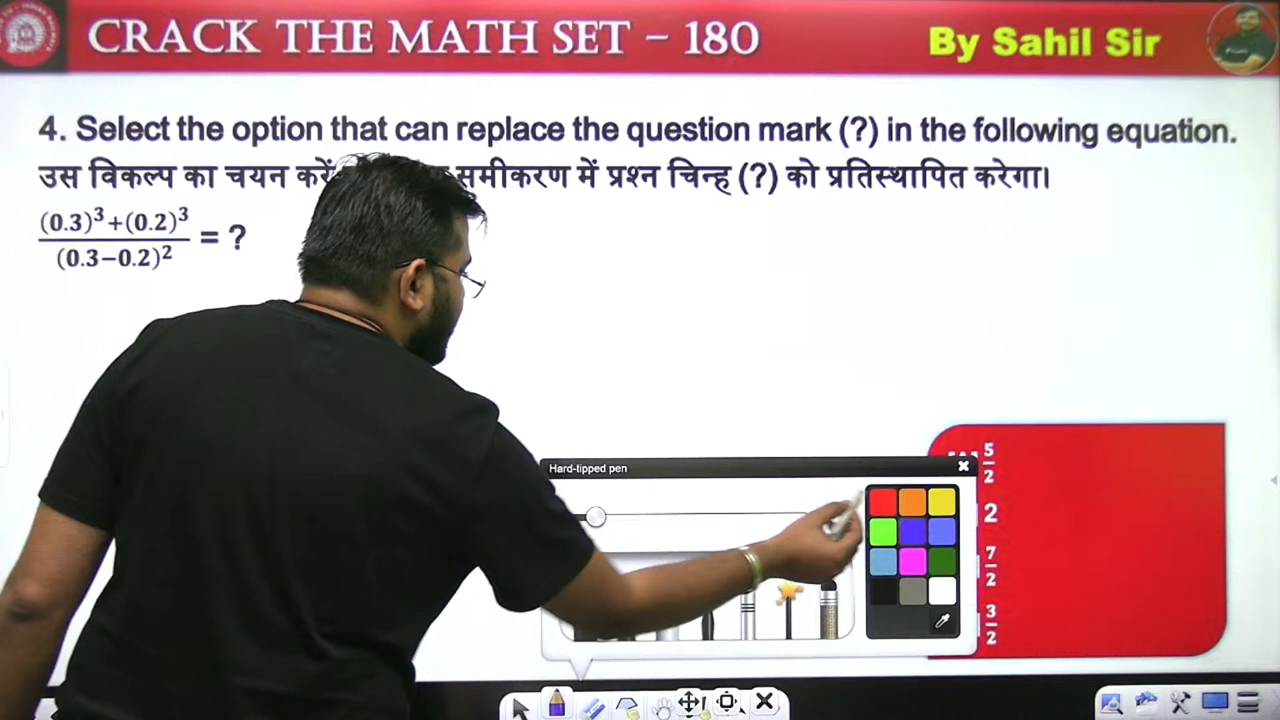 CRACK THE MATH SET – 180
By Sahil Sir
4. Select the option that can replace the question mark (?) in the following equation.
उस विकल्प का चयन करें समीकरण में प्रश्न चिन्ह (?) को प्रतिस्थापित करेगा।
(0.3)³+(0.2)³
= ?
(0.3−0.2)²
Hard-tipped pen
5
2
2
7
2
3
2